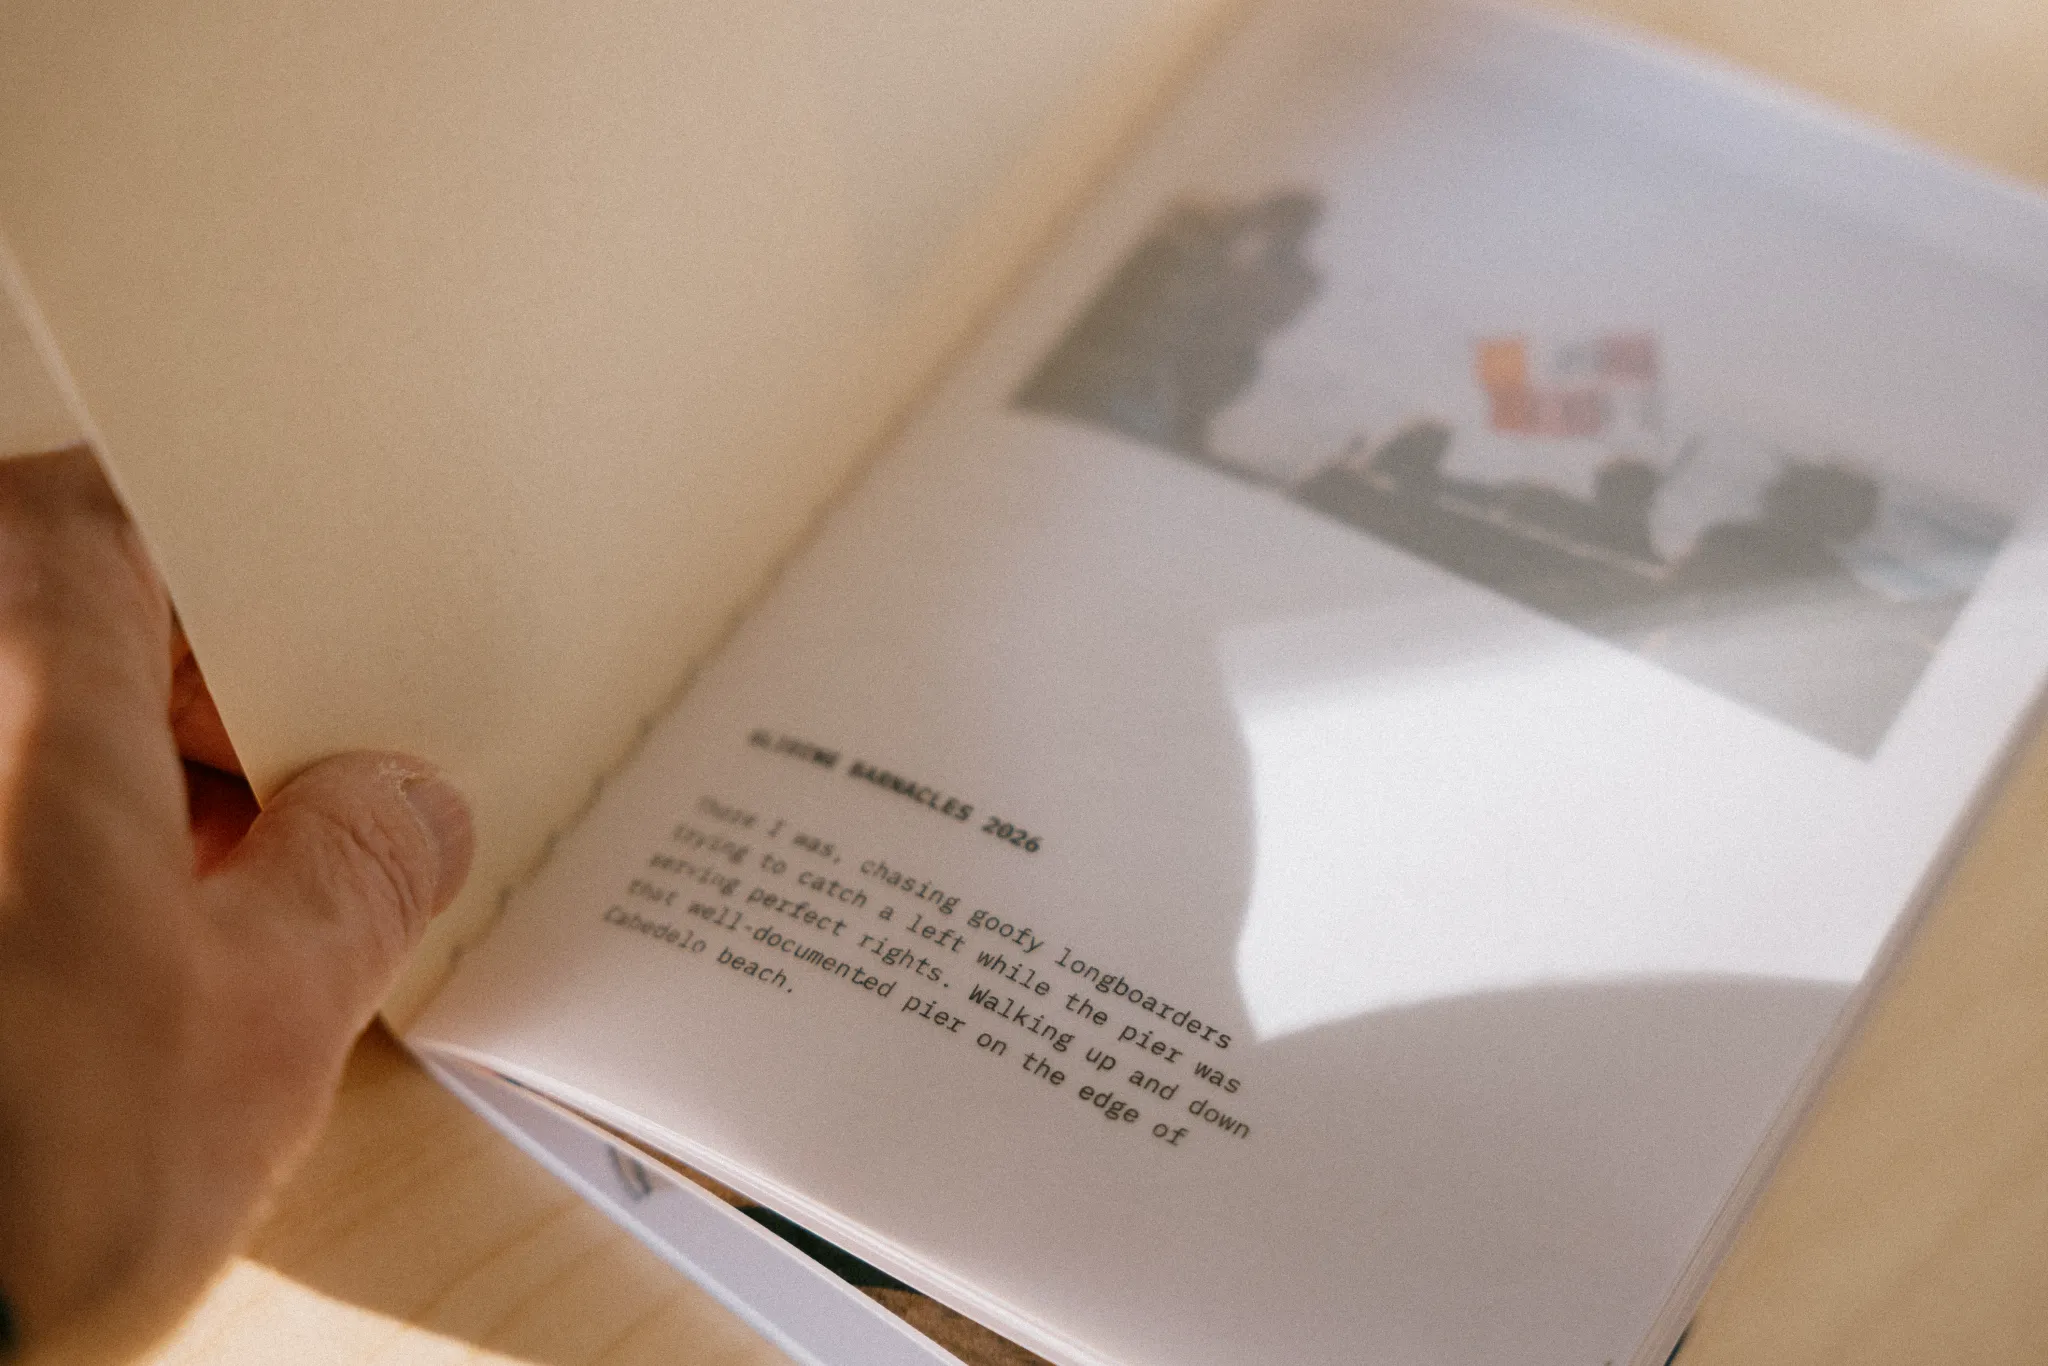 GLIDING BARNACLES 2026
There I was, chasing goofy longboarders
trying to catch a left while the pier was
serving perfect rights. Walking up and down
that well-documented pier on the edge of
Cabedelo beach.